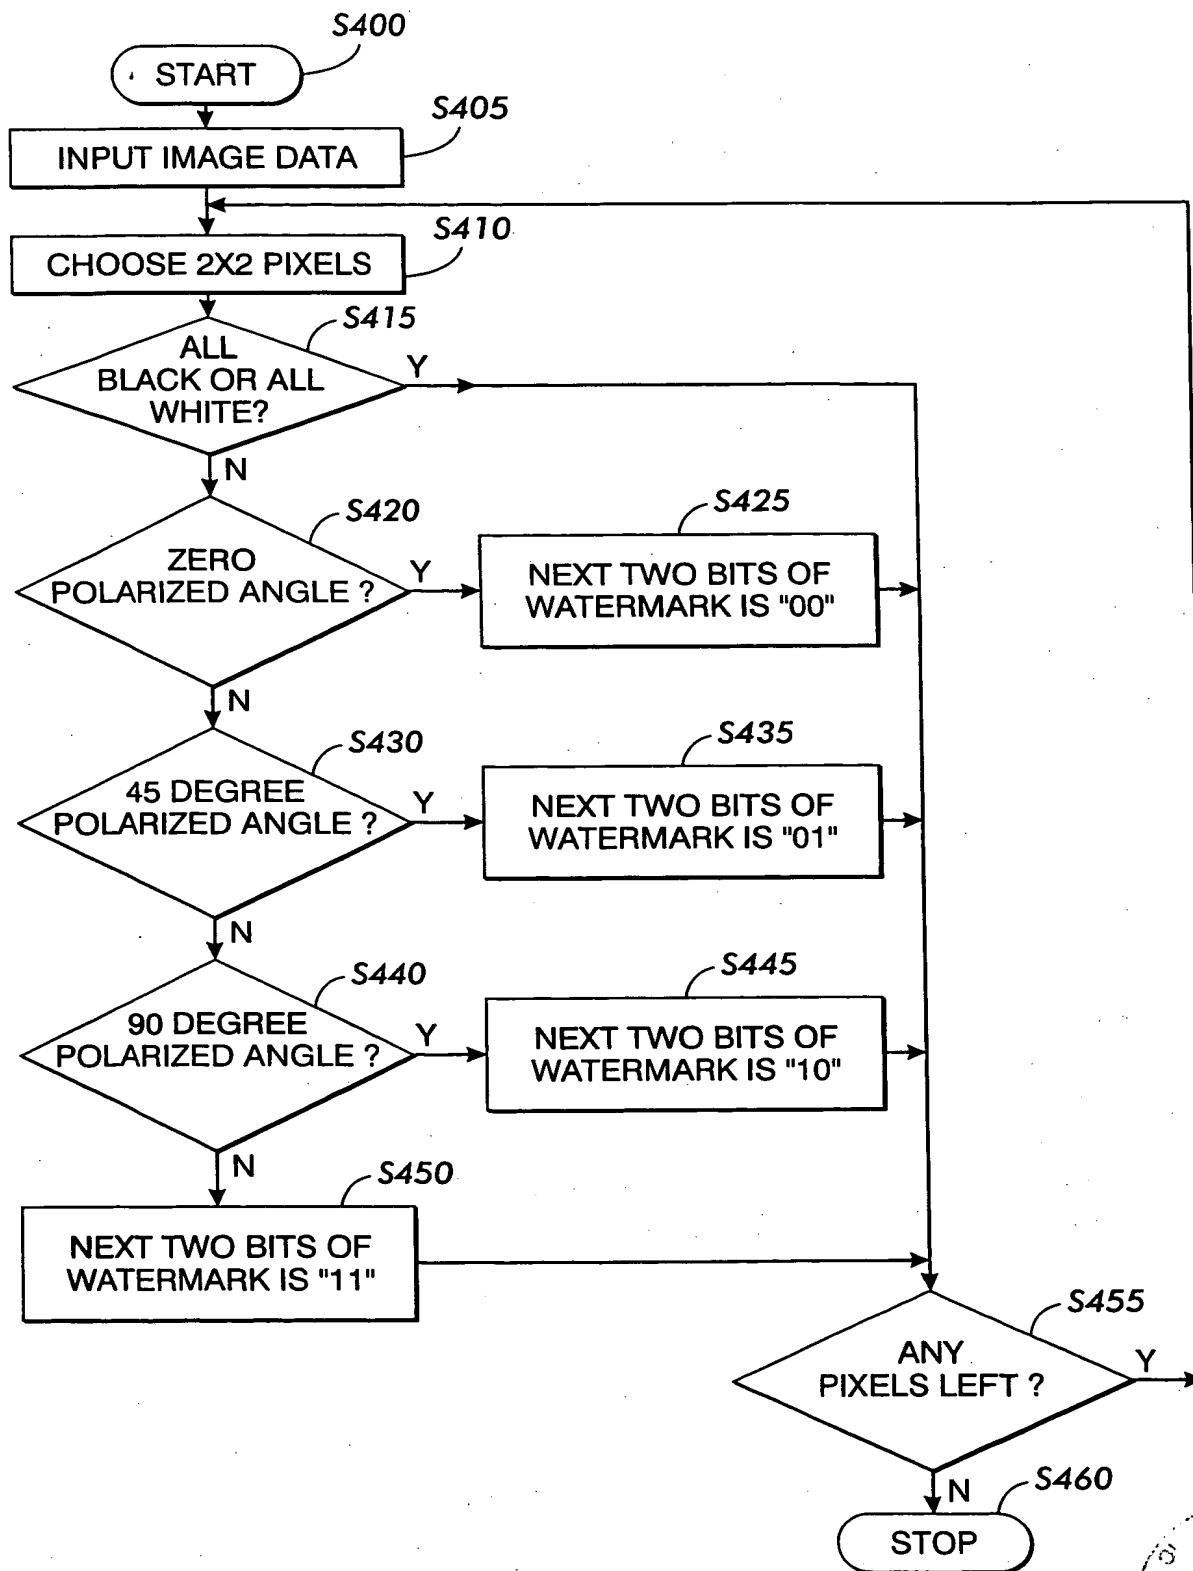 S400
START
S405
INPUT IMAGE DATA
S410
CHOOSE 2X2 PIXELS
S415
ALL
BLACK OR ALL
WHITE?
Y
N
S420
ZERO
POLARIZED ANGLE ?
Y
S425
NEXT TWO BITS OF
WATERMARK IS "00"
N
S430
45 DEGREE
POLARIZED ANGLE ?
Y
S435
NEXT TWO BITS OF
WATERMARK IS "01"
N
S440
90 DEGREE
POLARIZED ANGLE ?
Y
S445
NEXT TWO BITS OF
WATERMARK IS "10"
N
S450
NEXT TWO BITS OF
WATERMARK IS "11"
S455
ANY
PIXELS LEFT ?
Y
N
S460
STOP